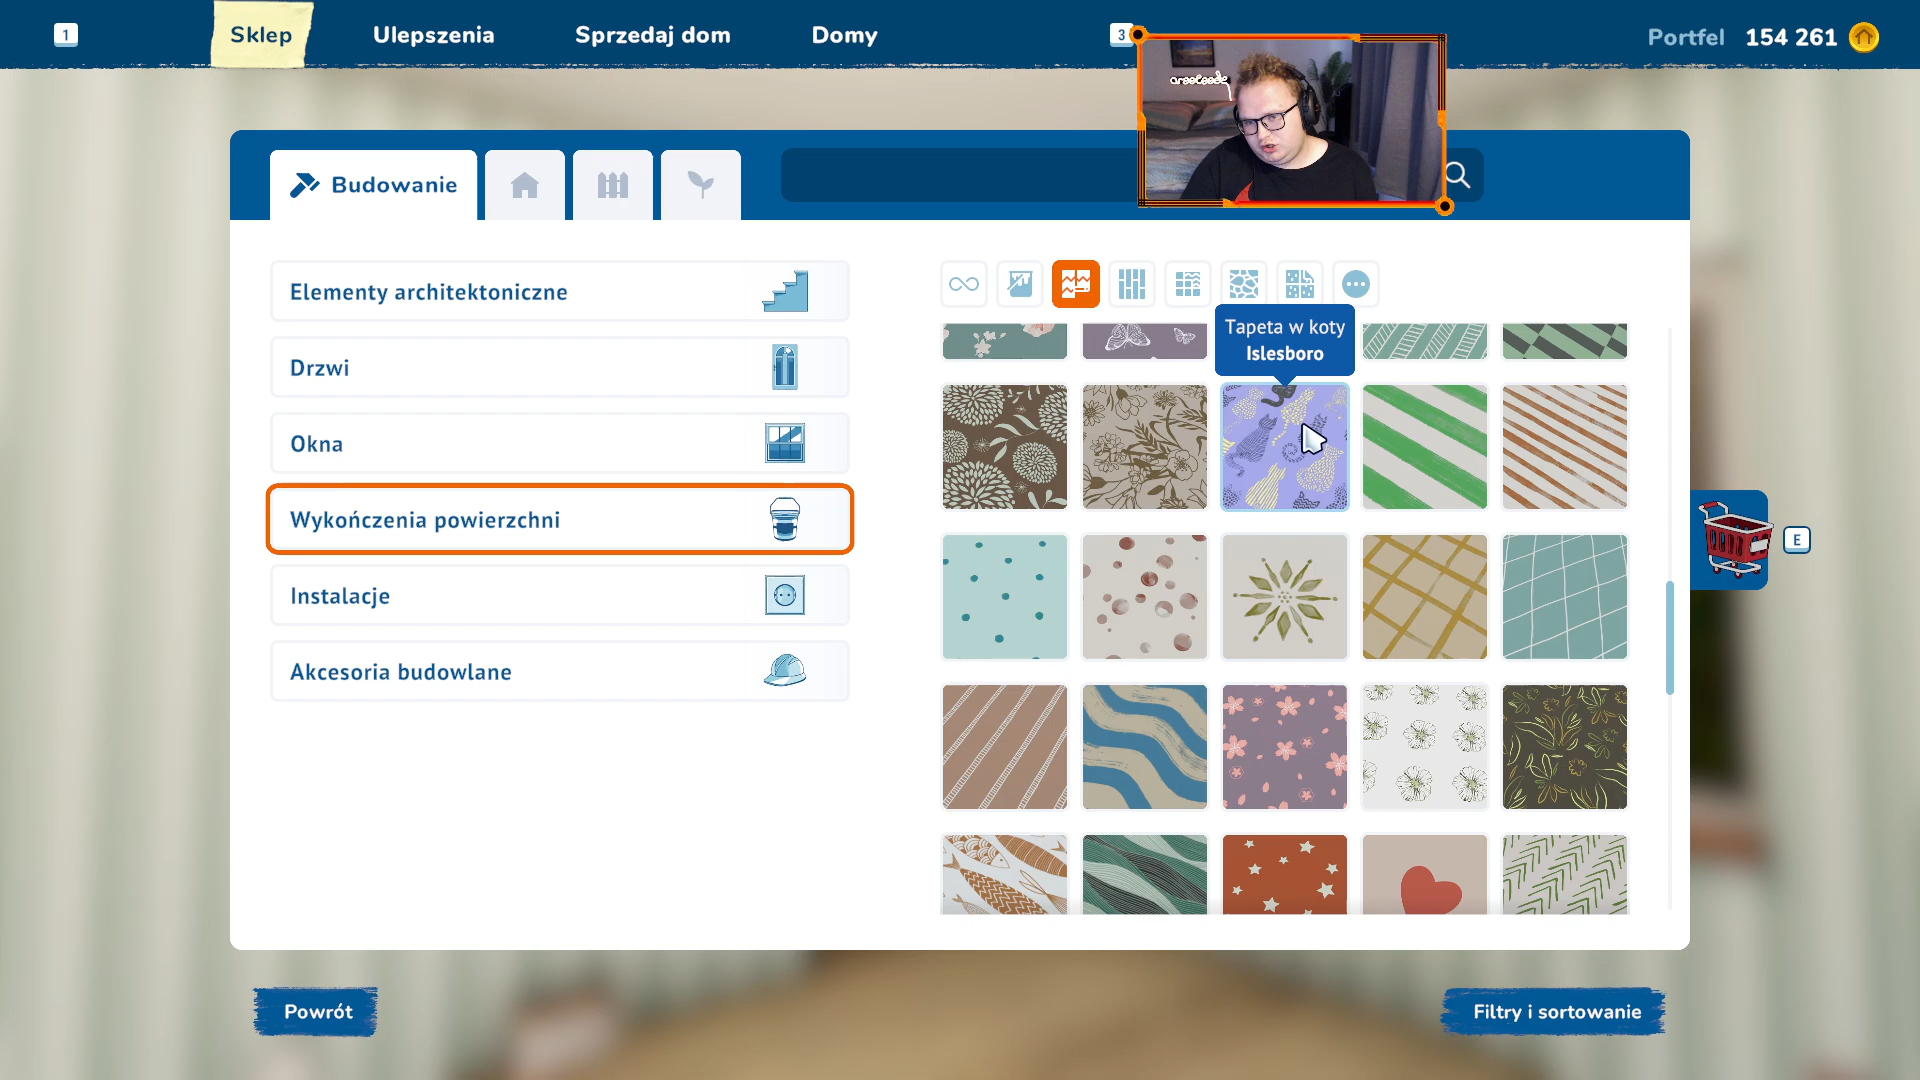 1
Sklep
Ulepszenia
Sprzedaj dom
Domy
3
Portfel 154 261
Budowanie
Elementy architektoniczne
Drzwi
Okna
Wykończenia powierzchni
Instalacje
Akcesoria budowlane
Tapeta w koty
Islesboro
E
Powrót
Filtry i sortowanie